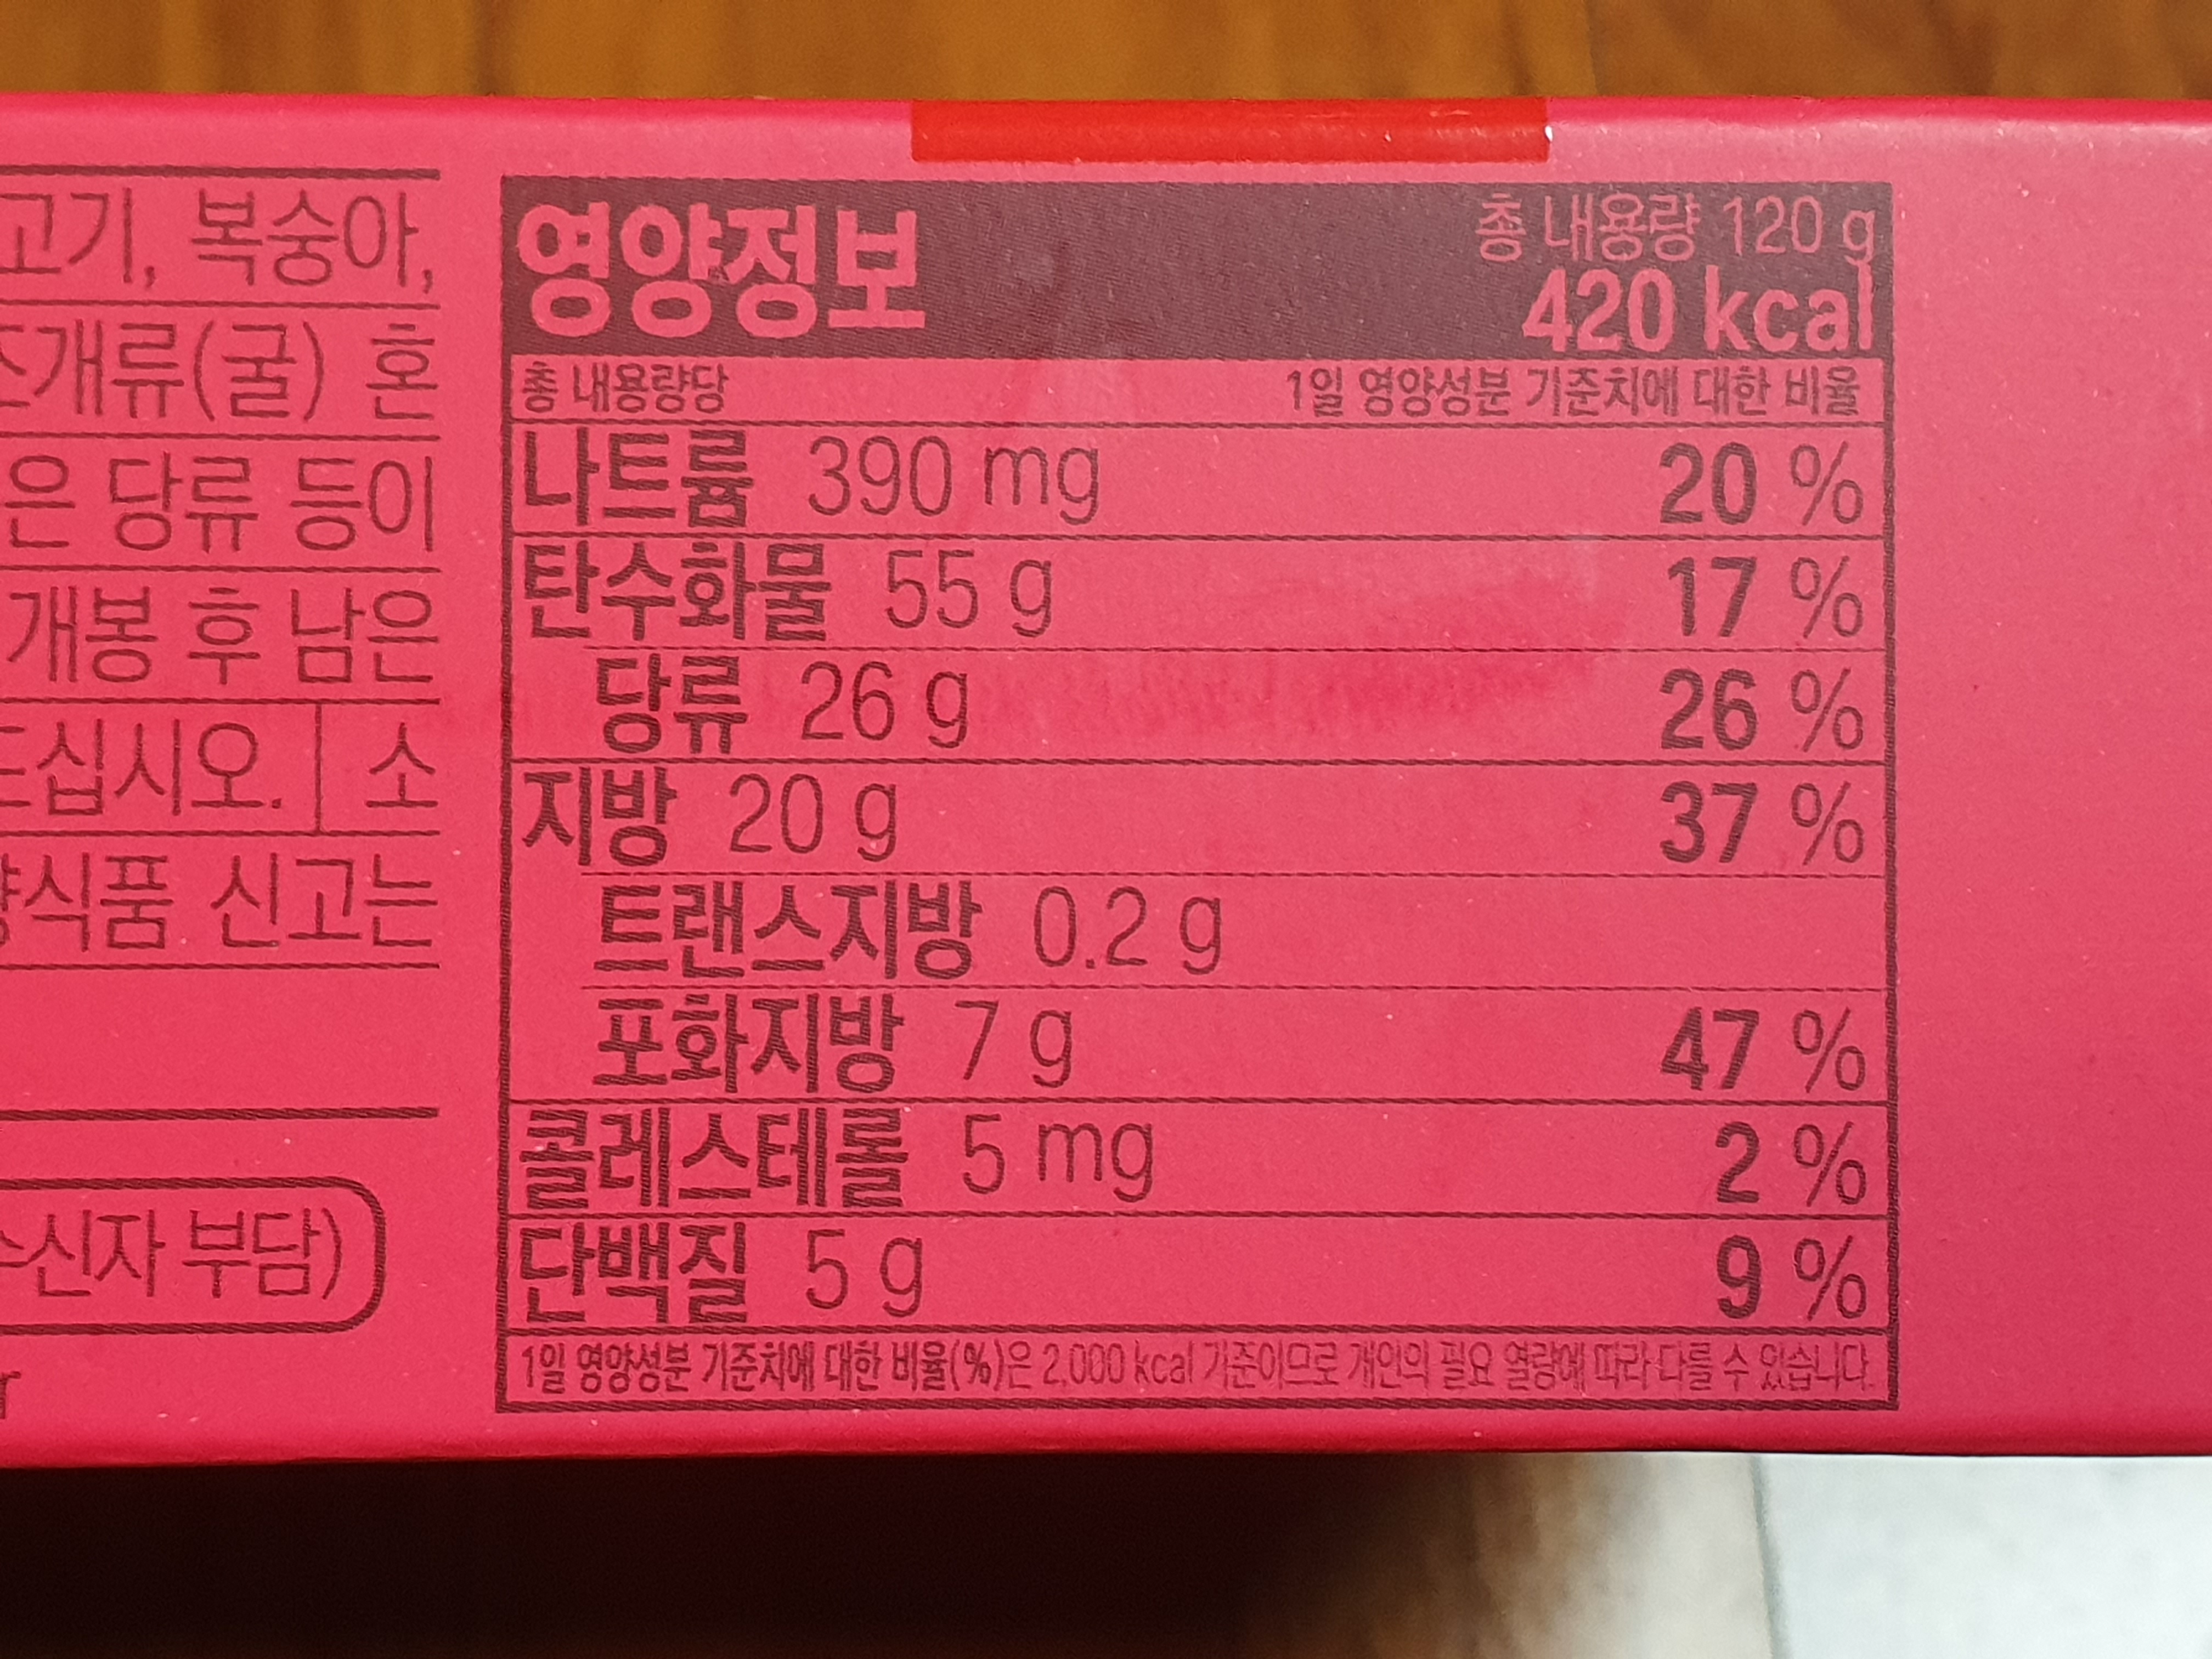 고기, 복숭아,
조개류(굴) 혼
은 당류 등이
개봉 후 남은
십시오. | 소
식품 신고는
수신자 부담)
영양정보
총 내용량 120 g
420 kcal
총 내용량당 1일 영양성분 기준치에 대한 비율
나트륨 390 mg 20 %
탄수화물 55 g 17 %
당류 26 g 26 %
지방 20 g 37 %
트랜스지방 0.2 g
포화지방 7 g 47 %
콜레스테롤 5 mg 2 %
단백질 5 g 9 %
1일 영양성분 기준치에 대한 비율(%)은 2,000 kcal 기준이므로 개인의 필요 열량에 따라 다를 수 있습니다.